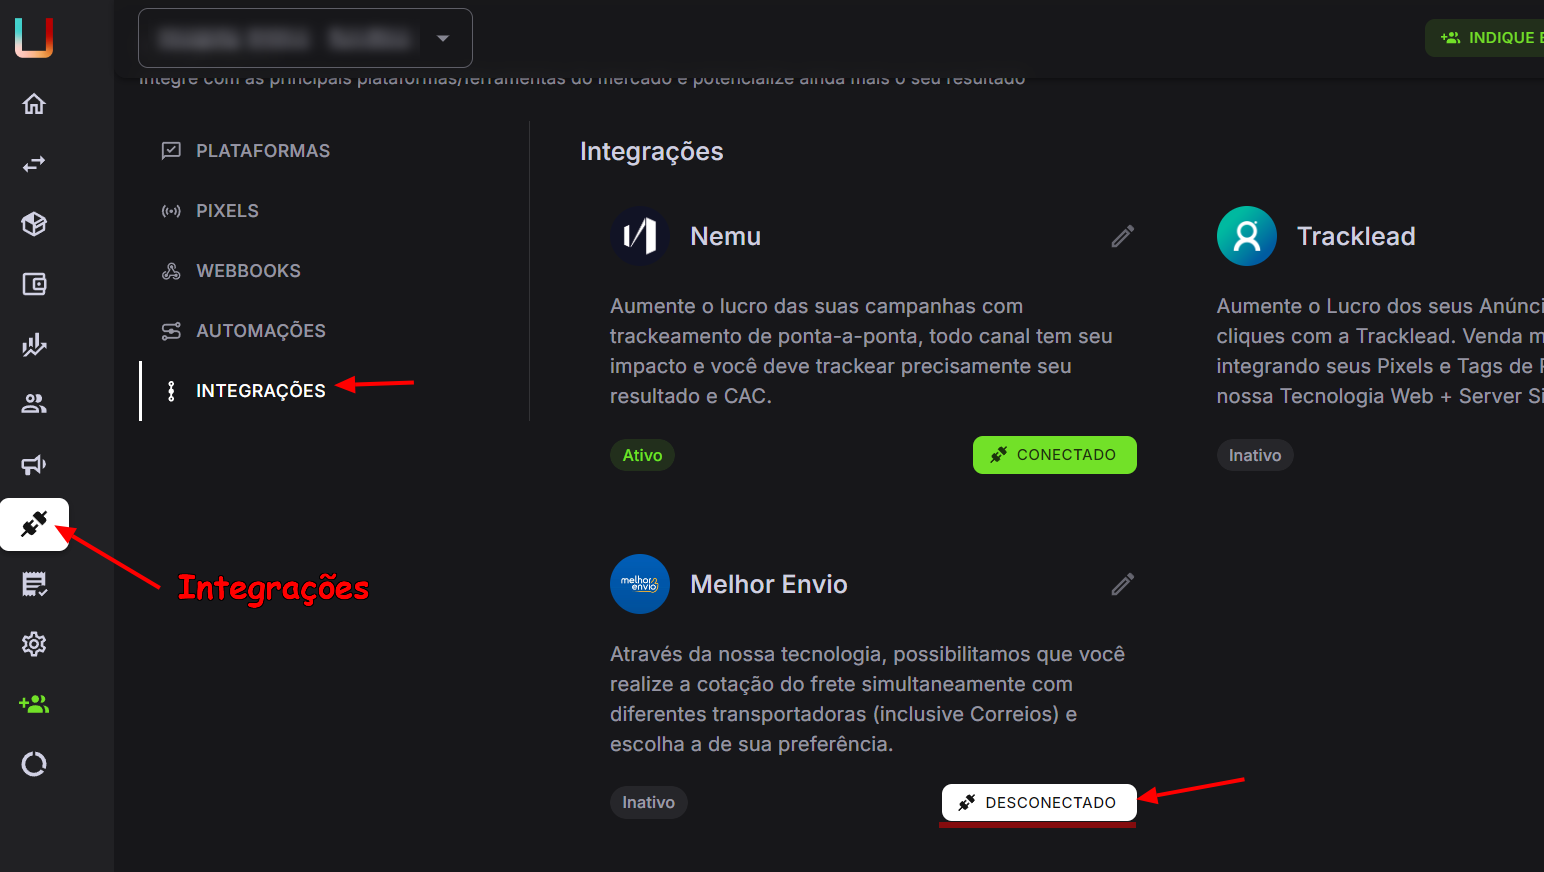 INDIQUE E
Integre com as principais plataformas/ferramentas do mercado e potencialize ainda mais o seu resultado
PLATAFORMAS
PIXELS
WEBBOOKS
AUTOMAÇÕES
INTEGRAÇÕES
Integrações
Integrações
Nemu
Aumente o lucro das suas campanhas com
trackeamento de ponta-a-ponta, todo canal tem seu
impacto e você deve trackear precisamente seu
resultado e CAC.
Ativo
CONECTADO
Tracklead
Aumente o Lucro dos seus Anúnci
cliques com a Tracklead. Venda m
integrando seus Pixels e Tags de
nossa Tecnologia Web + Server Si
Inativo
melhor
envio
Melhor Envio
Através da nossa tecnologia, possibilitamos que você
realize a cotação do frete simultaneamente com
diferentes transportadoras (inclusive Correios) e
escolha a de sua preferência.
Inativo
DESCONECTADO